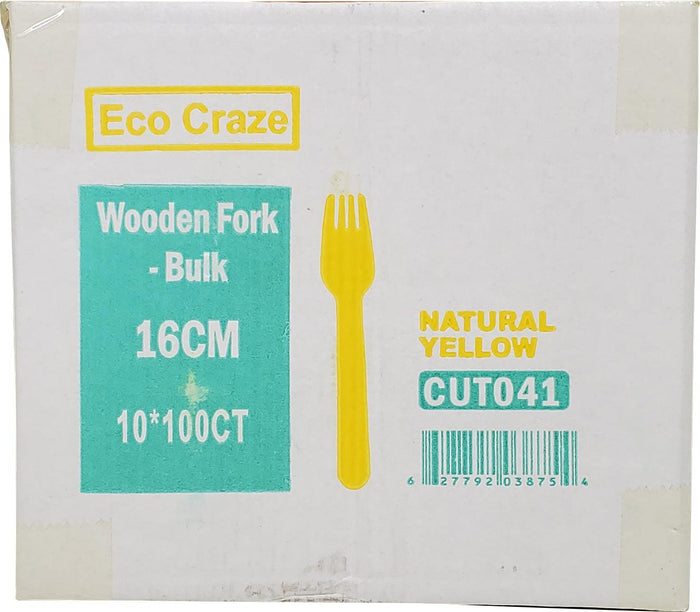 Eco Craze
Wooden Fork
- Bulk
16CM
10*100CT
NATURAL
YELLOW
CUT041
6 27792 03875 4